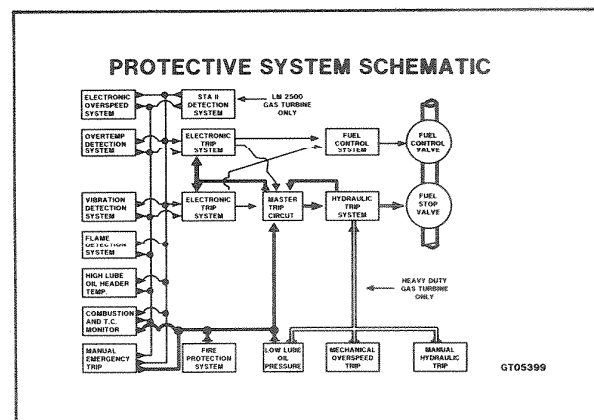 PROTECTIVE SYSTEM SCHEMATIC
ELECTRONIC
OVERSPEED
SYSTEM
STA II
DETECTION
SYSTEM
LM 2500
GAS TURBINE
ONLY
OVERTEMP
DETECTION
SYSTEM
ELECTRONIC
TRIP
SYSTEM
FUEL
CONTROL
SYSTEM
FUEL
CONTROL
VALVE
VIBRATION
DETECTION
SYSTEM
ELECTRONIC
TRIP
SYSTEM
MASTER
TRIP
CIRCUT
HYDRAULIC
TRIP
SYSTEM
FUEL
STOP
VALVE
FLAME
DETECTION
SYSTEM
HIGH LUBE
OIL HEADER
TEMP.
HEAVY DUTY
GAS TURBINE
ONLY
COMBUSTION
AND T.C.
MONITOR
MANUAL
EMERGENCY
TRIP
FIRE
PROTECTION
SYSTEM
LOW LUBE
OIL
PRESSURE
MECHANICAL
OVERSPEED
TRIP
MANUAL
HYDRAULIC
TRIP
GT05399